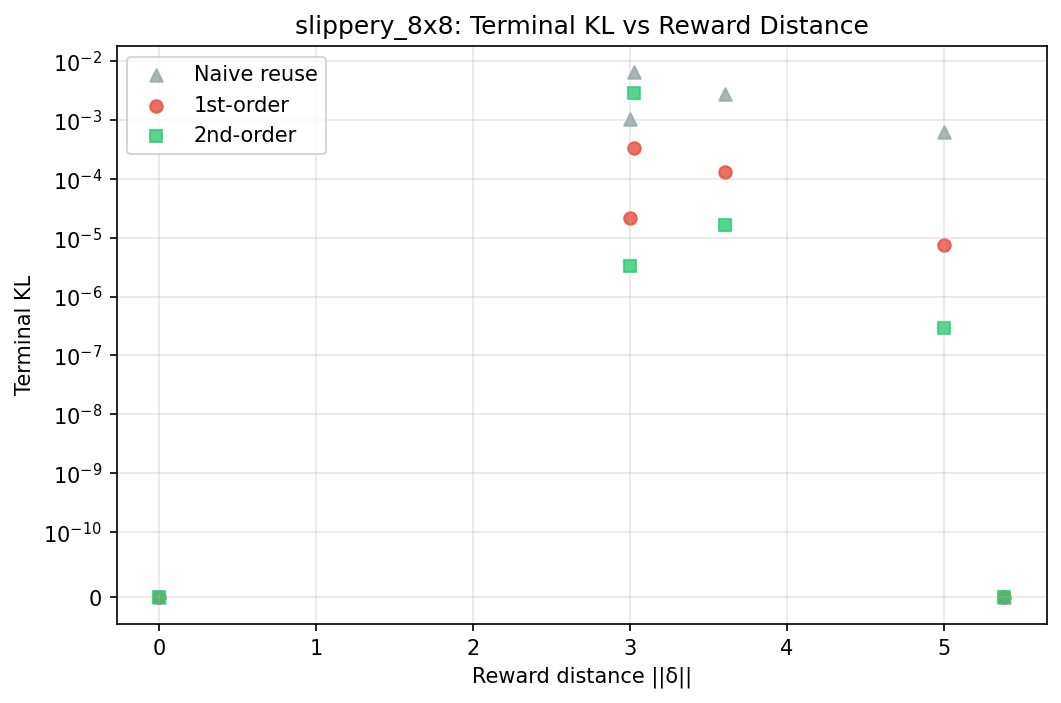 slippery_8x8: Terminal KL vs Reward Distance
Naive reuse
1st-order
2nd-order
Terminal KL
10⁻²
10⁻³
10⁻⁴
10⁻⁵
10⁻⁶
10⁻⁷
10⁻⁸
10⁻⁹
10⁻¹⁰
0
0 1 2 3 4 5
Reward distance ||δ||